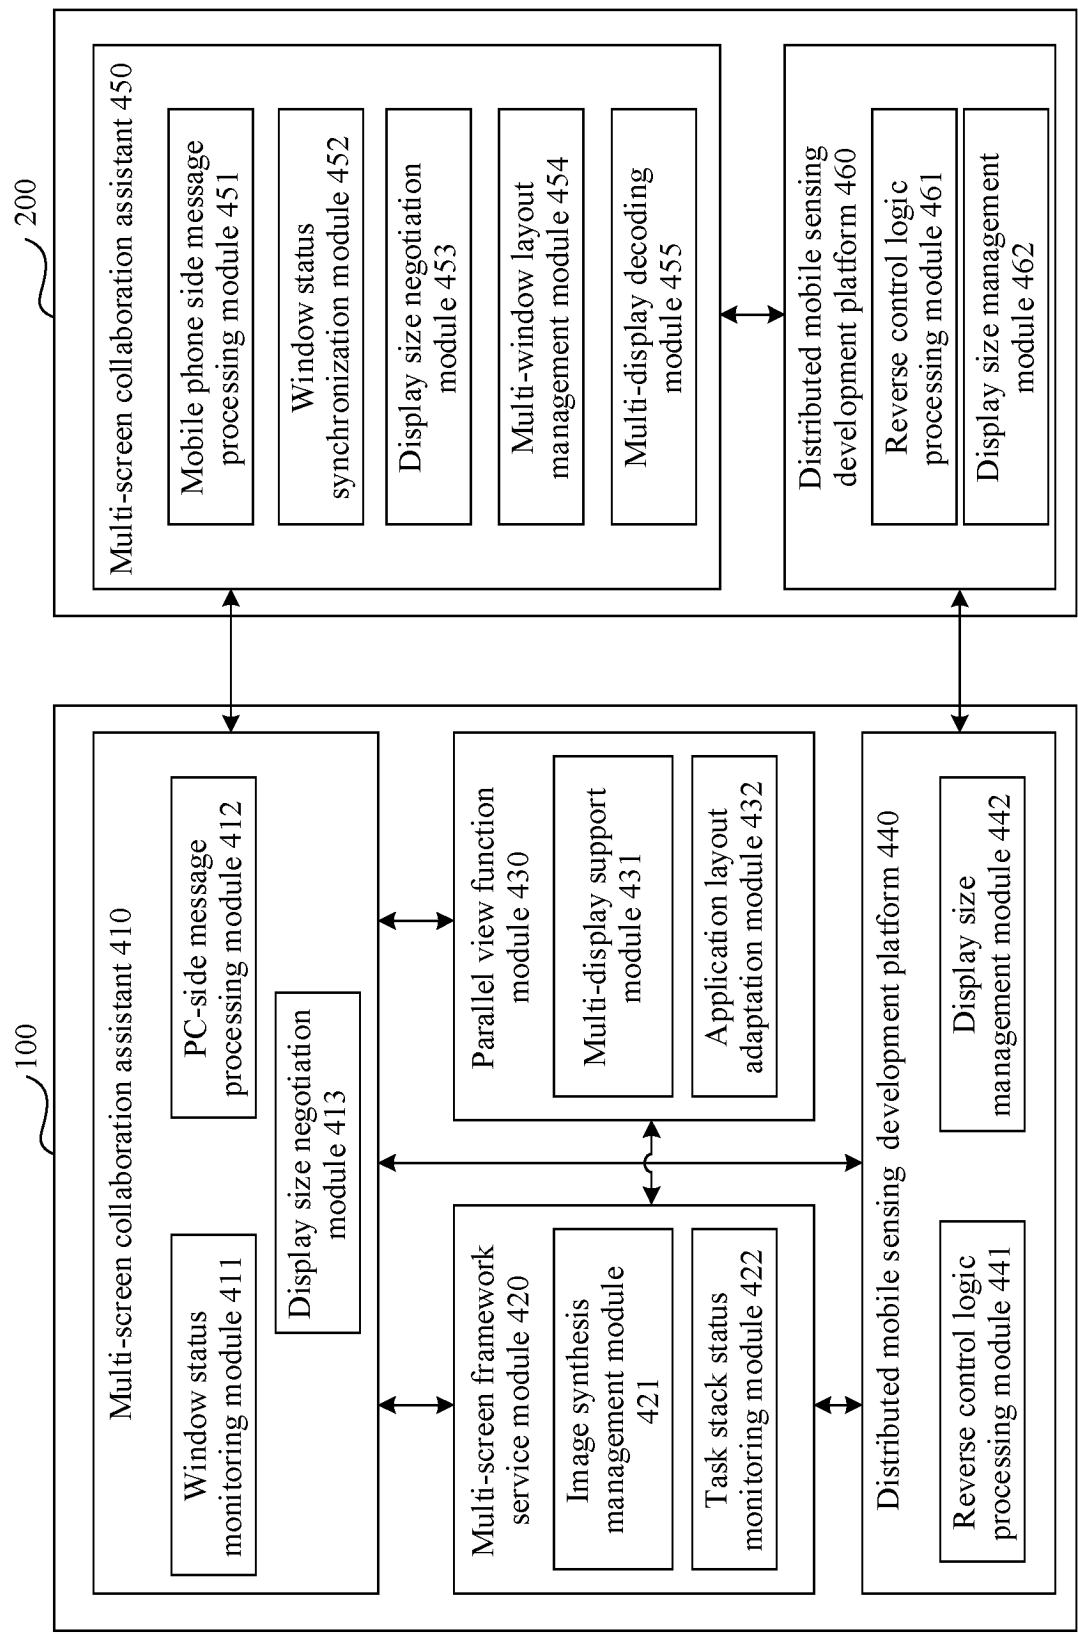 100
Multi-screen collaboration assistant 410
Window status
monitoring module 411
PC-side message
processing module 412
Display size negotiation
module 413
Multi-screen framework
service module 420
Image synthesis
management module
421
Task stack status
monitoring module 422
Parallel view function
module 430
Multi-display support
module 431
Application layout
adaptation module 432
Distributed mobile sensing development platform 440
Reverse control logic
processing module 441
Display size
management module 442
200
Multi-screen collaboration assistant 450
Mobile phone side message
processing module 451
Window status
synchronization module 452
Display size negotiation
module 453
Multi-window layout
management module 454
Multi-display decoding
module 455
Distributed mobile sensing
development platform 460
Reverse control logic
processing module 461
Display size management
module 462